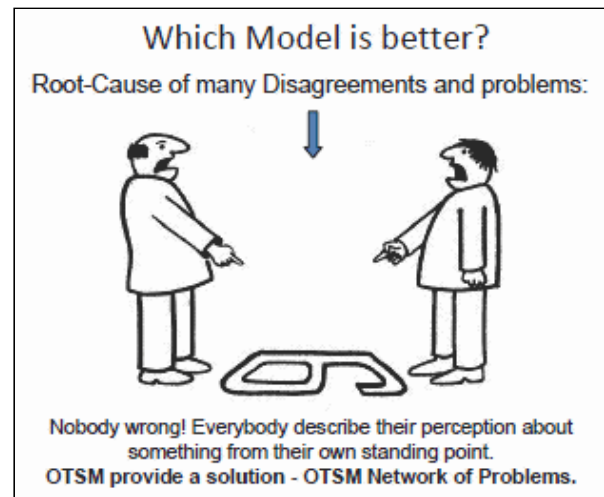 Which Model is better?
Root-Cause of many Disagreements and problems:
Nobody wrong! Everybody describe their perception about
something from their own standing point.
OTSM provide a solution - OTSM Network of Problems.